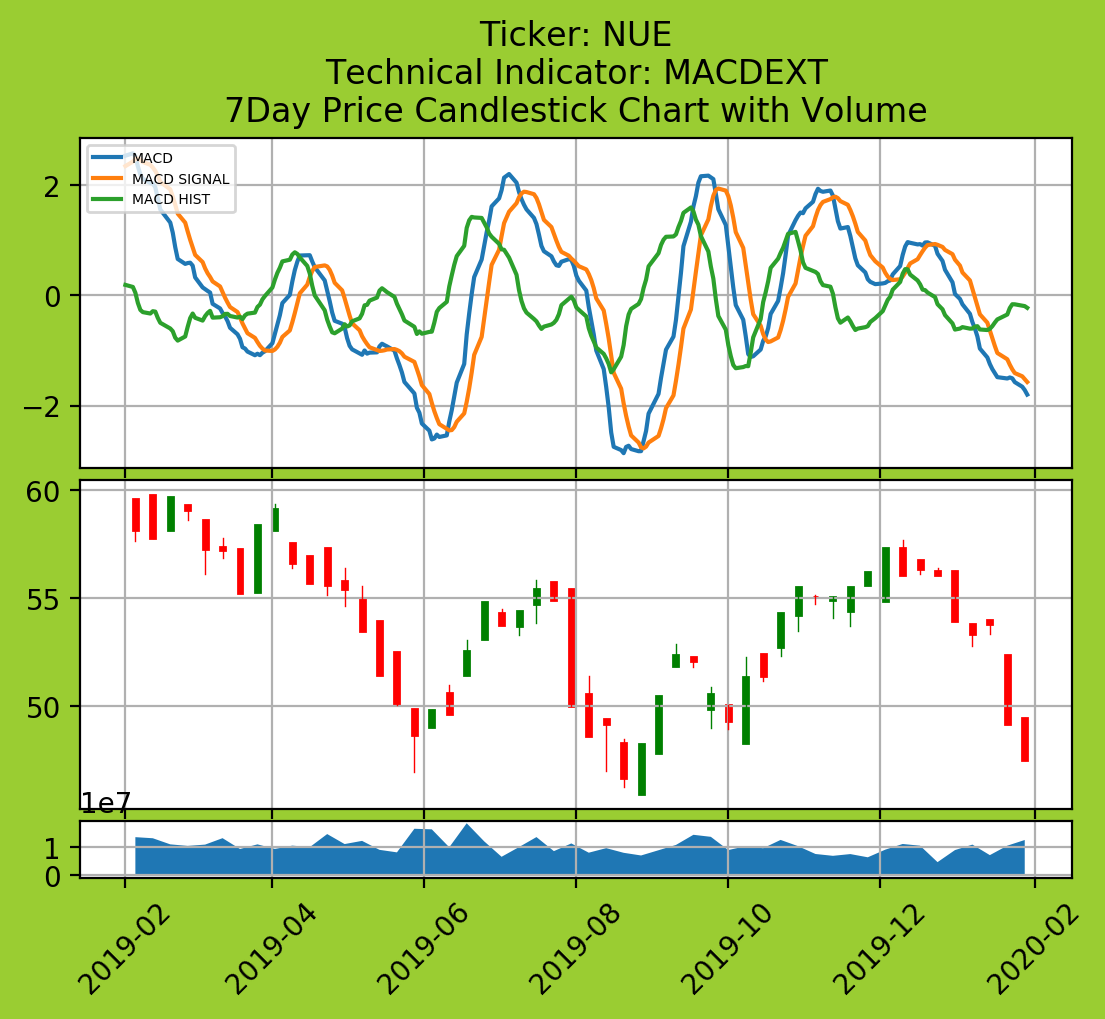 Ticker: NUE
Technical Indicator: MACDEXT
7Day Price Candlestick Chart with Volume
MACD
MACD SIGNAL
MACD HIST
2
0
−2
60
55
50
1e7
1
0
2019-02
2019-04
2019-06
2019-08
2019-10
2019-12
2020-02